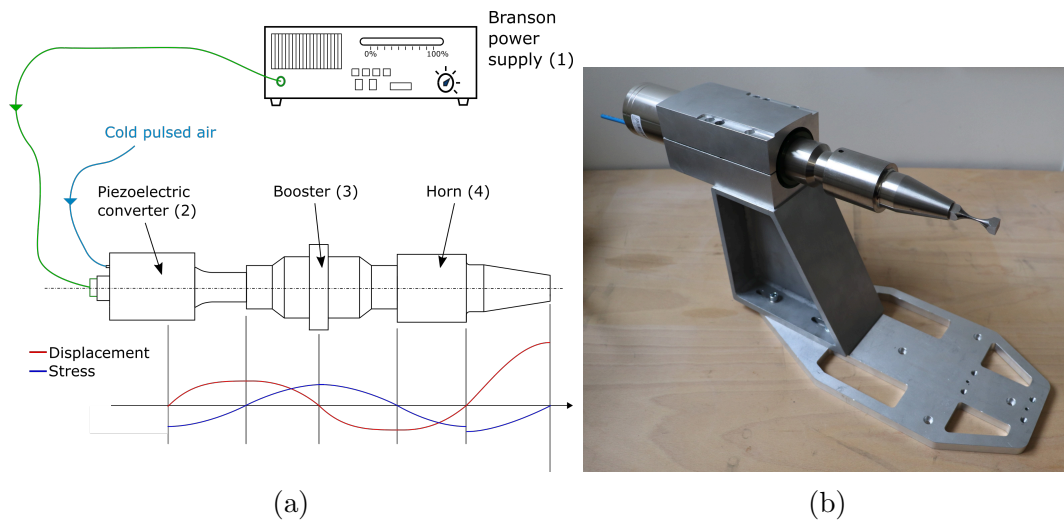 Branson
power
supply (1)
0%
100%
Cold pulsed air
Piezoelectric
converter (2)
Booster (3)
Horn (4)
Displacement
Stress
(a)
(b)